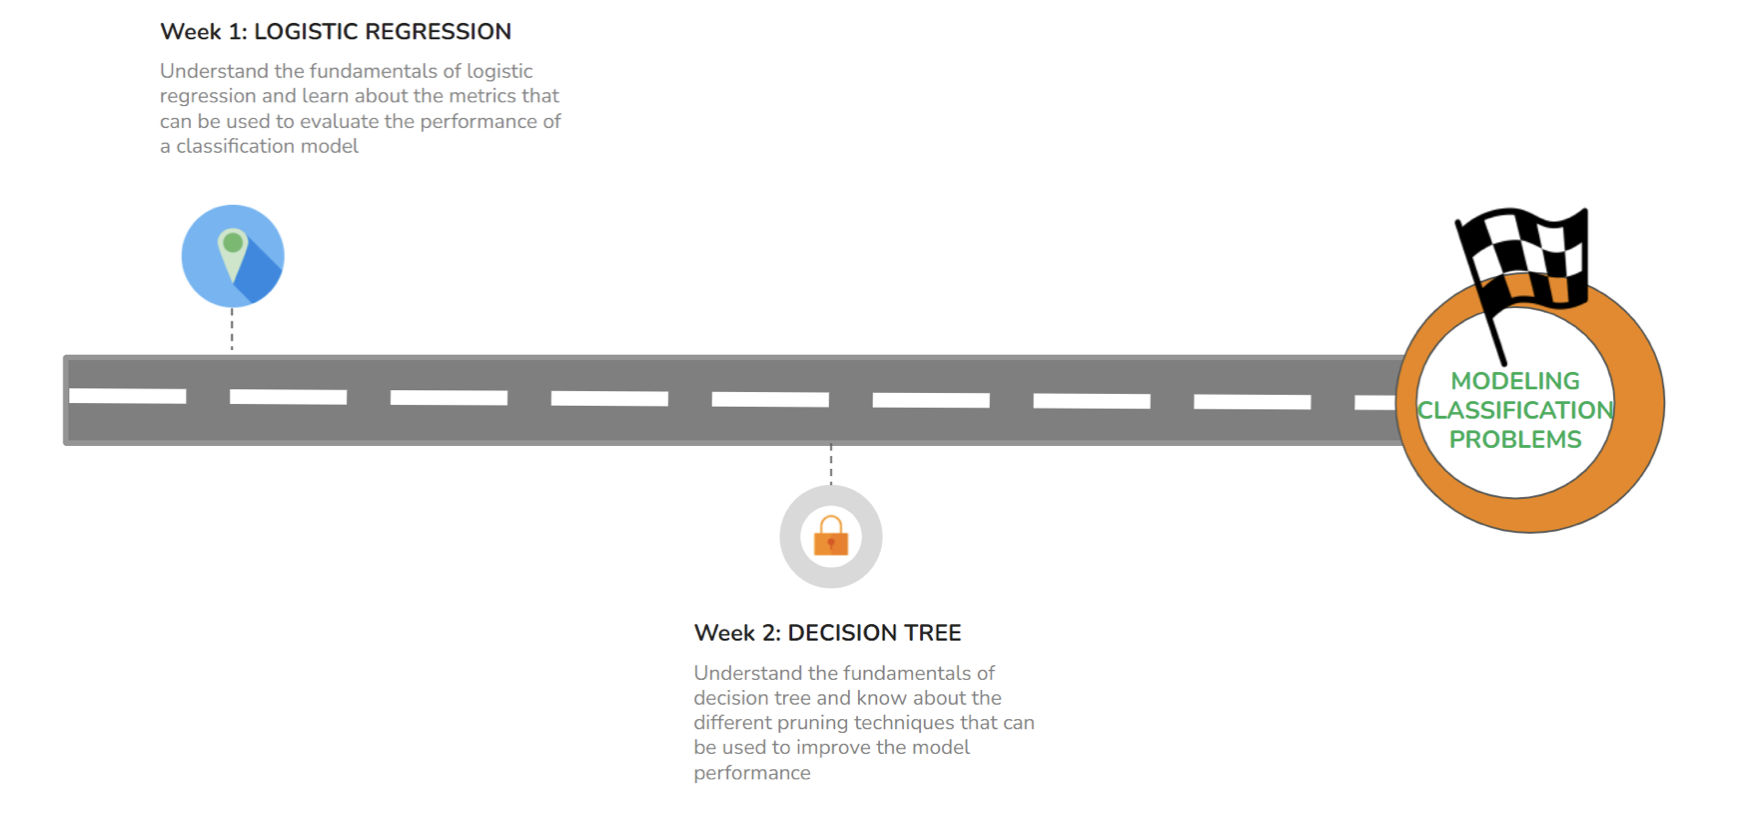 Week 1: LOGISTIC REGRESSION
Understand the fundamentals of logistic
regression and learn about the metrics that
can be used to evaluate the performance of
a classification model
MODELING
CLASSIFICATION
PROBLEMS
Week 2: DECISION TREE
Understand the fundamentals of
decision tree and know about the
different pruning techniques that can
be used to improve the model
performance